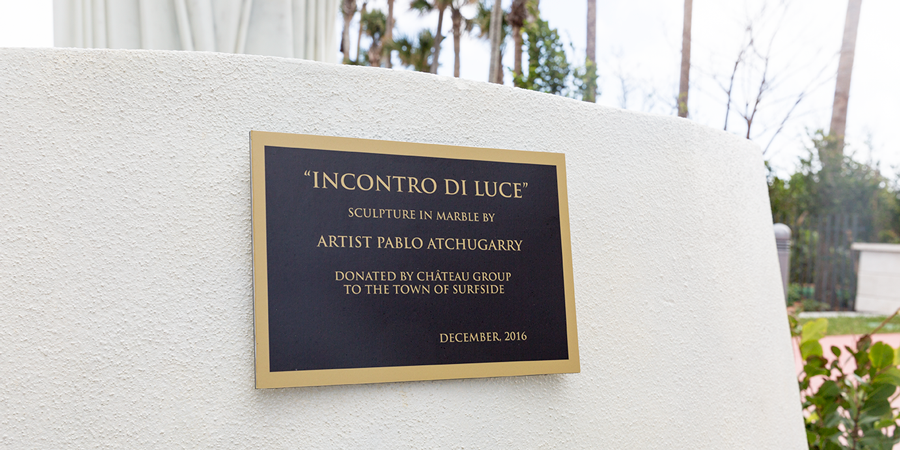 “INCONTRO DI LUCE”
SCULPTURE IN MARBLE BY
ARTIST PABLO ATCHUGARRY
DONATED BY CHÂTEAU GROUP
TO THE TOWN OF SURFSIDE
DECEMBER, 2016